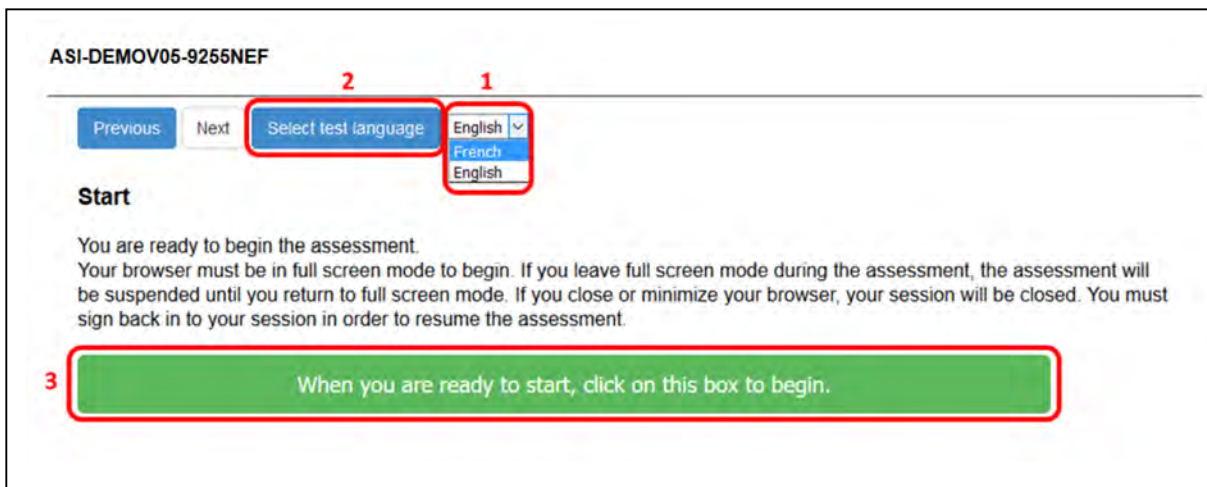 ASI-DEMOV05-9255NEF
2 1
Previous Next Select test language English
French
English
Start
You are ready to begin the assessment.
Your browser must be in full screen mode to begin. If you leave full screen mode during the assessment, the assessment will
be suspended until you return to full screen mode. If you close or minimize your browser, your session will be closed. You must
sign back in to your session in order to resume the assessment.
3 When you are ready to start, click on this box to begin.